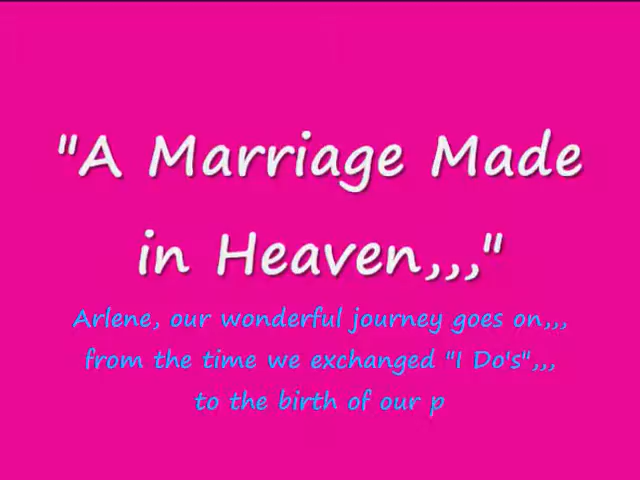 "A Marriage Made
in Heaven,,,"
Arlene, our wonderful journey goes on,,,
from the time we exchanged "I Do's",,,
to the birth of our p